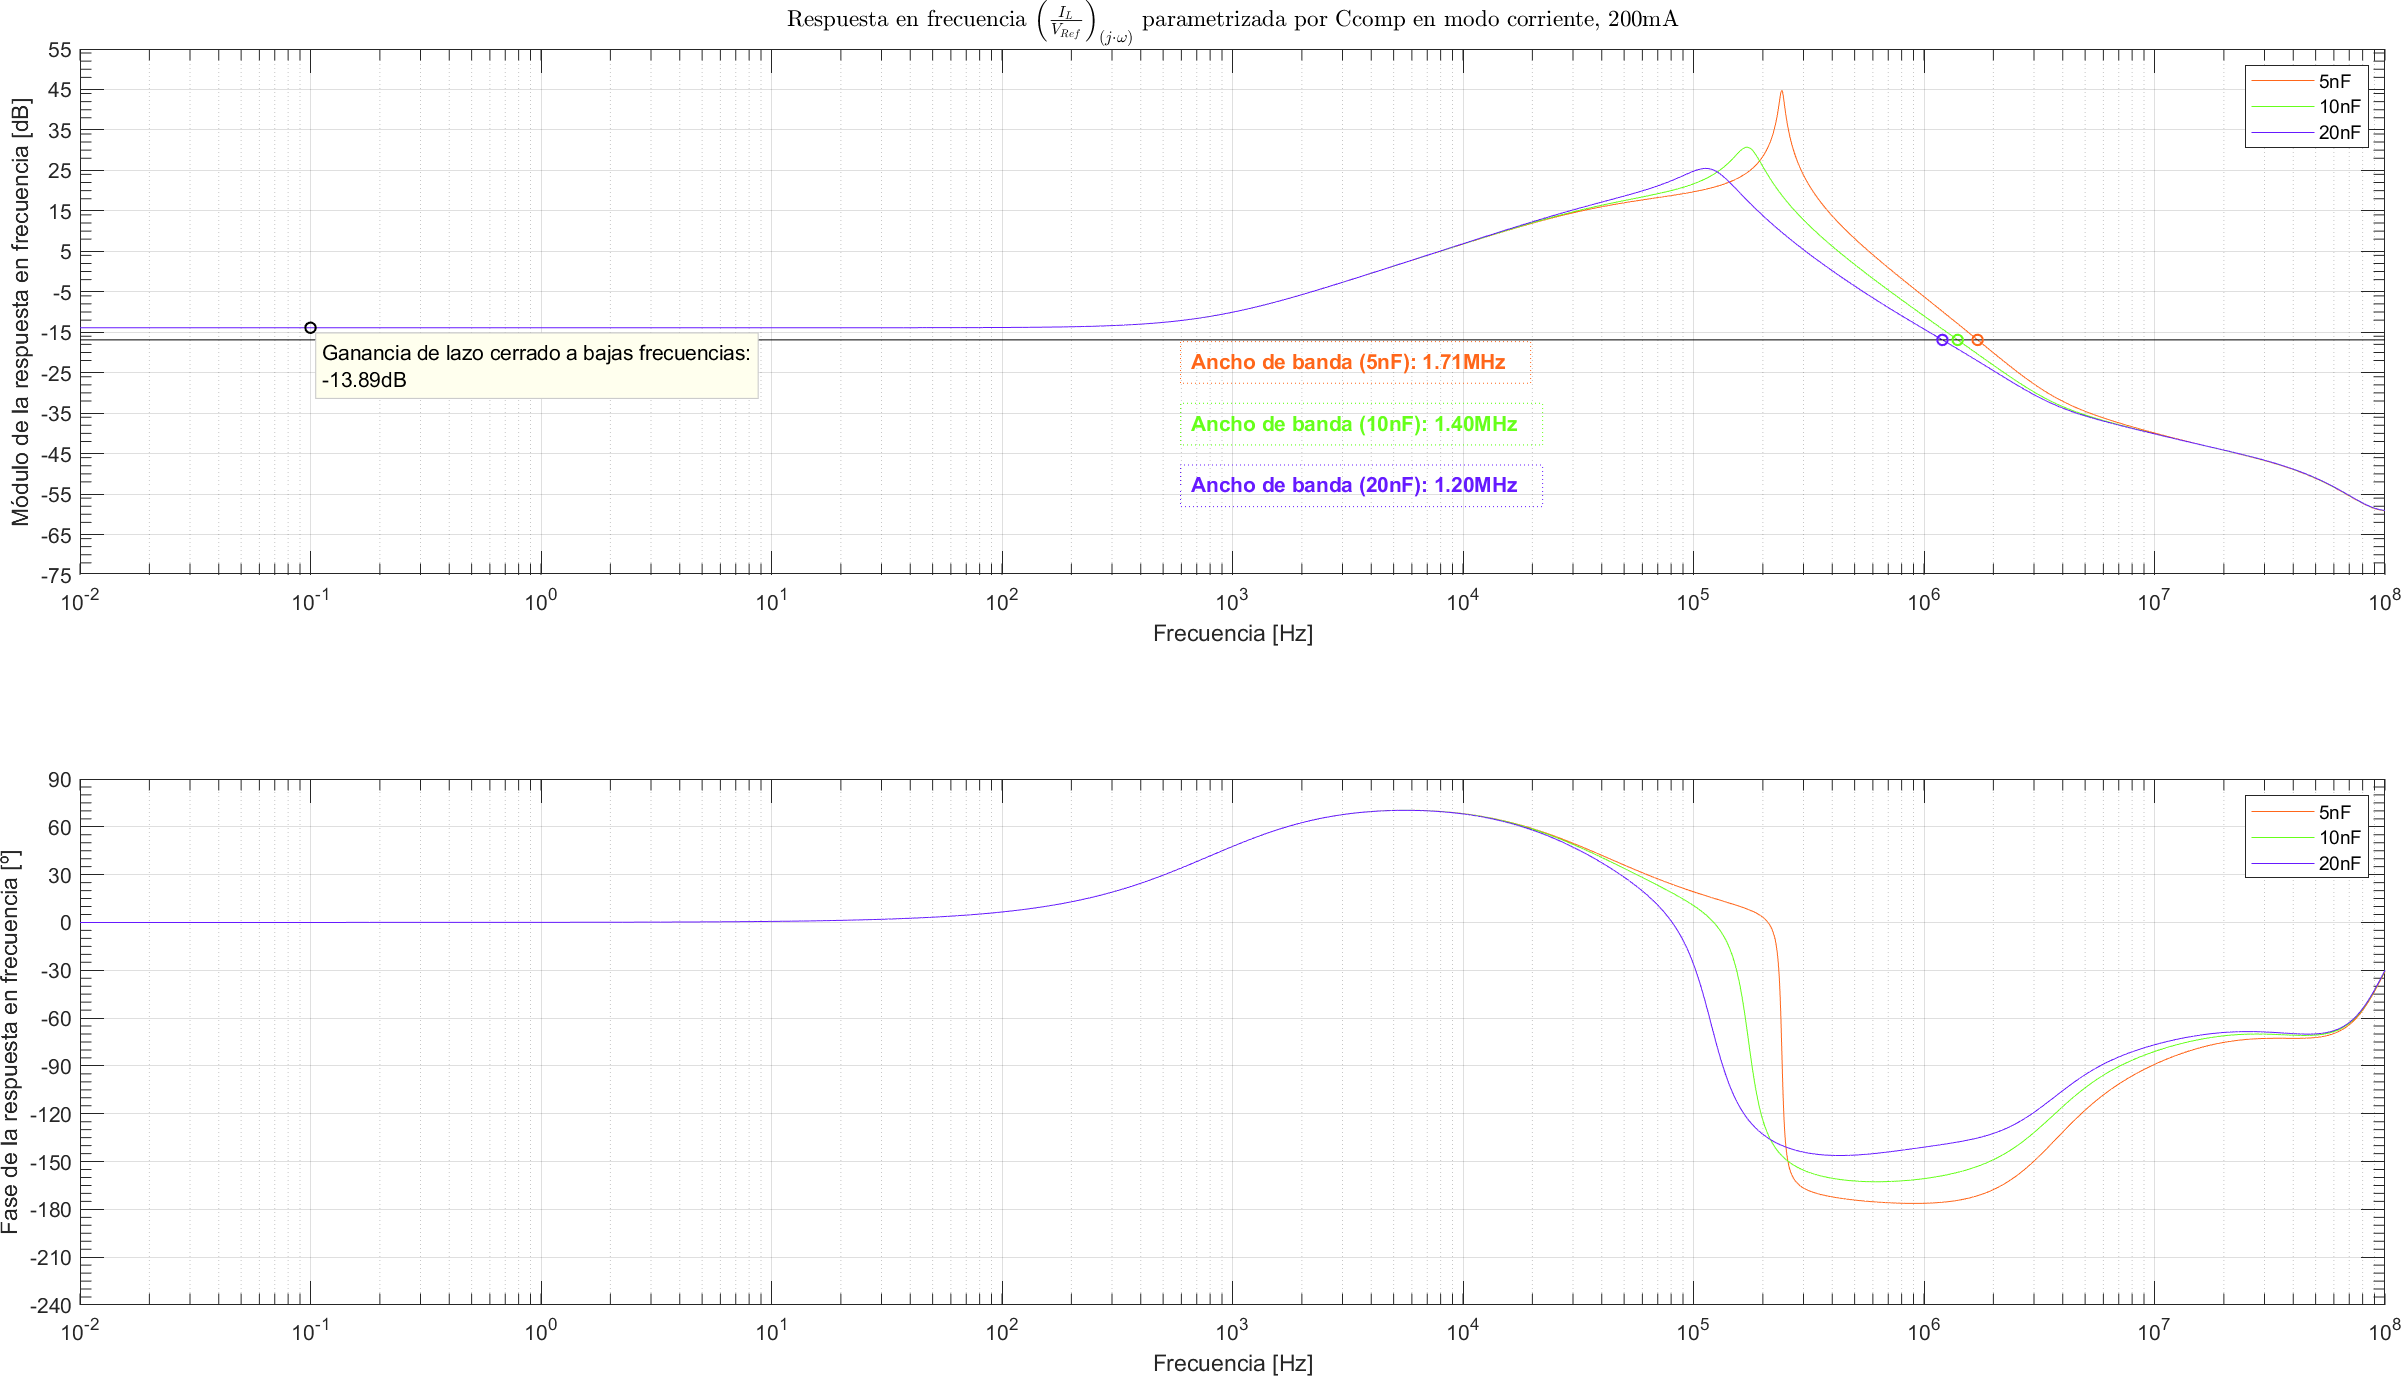 Respuesta en frecuencia (I_L/V_Ref)_(j·ω) parametrizada por Ccomp en modo corriente, 200mA
Módulo de la respuesta en frecuencia [dB]
55
45
35
25
15
5
-5
-15
-25
-35
-45
-55
-65
-75
5nF
10nF
20nF
Ganancia de lazo cerrado a bajas frecuencias:
-13.89dB
Ancho de banda (5nF): 1.71MHz
Ancho de banda (10nF): 1.40MHz
Ancho de banda (20nF): 1.20MHz
10^-2 10^-1 10^0 10^1 10^2 10^3 10^4 10^5 10^6 10^7 10^8
Frecuencia [Hz]
Fase de la respuesta en frecuencia [º]
90
60
30
0
-30
-60
-90
-120
-150
-180
-210
-240
5nF
10nF
20nF
10^-2 10^-1 10^0 10^1 10^2 10^3 10^4 10^5 10^6 10^7 10^8
Frecuencia [Hz]